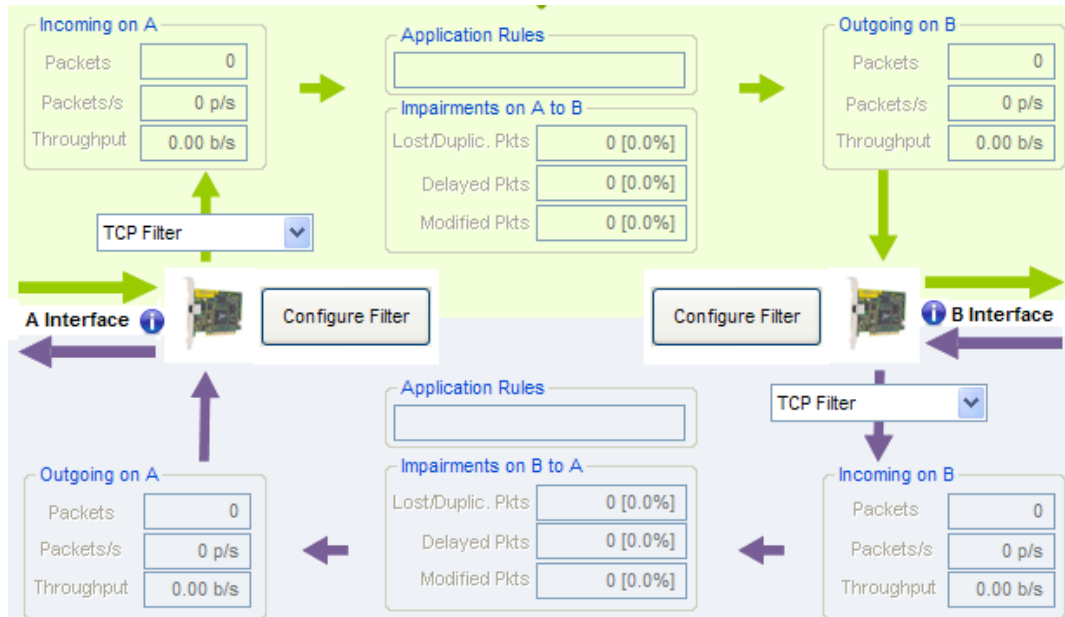 Incoming on A
Packets 0
Packets/s 0 p/s
Throughput 0.00 b/s
Application Rules
Impairments on A to B
Lost/Duplic. Pkts 0 [0.0%]
Delayed Pkts 0 [0.0%]
Modified Pkts 0 [0.0%]
Outgoing on B
Packets 0
Packets/s 0 p/s
Throughput 0.00 b/s
TCP Filter
A Interface
Configure Filter
Configure Filter
B Interface
TCP Filter
Outgoing on A
Packets 0
Packets/s 0 p/s
Throughput 0.00 b/s
Application Rules
Impairments on B to A
Lost/Duplic. Pkts 0 [0.0%]
Delayed Pkts 0 [0.0%]
Modified Pkts 0 [0.0%]
Incoming on B
Packets 0
Packets/s 0 p/s
Throughput 0.00 b/s